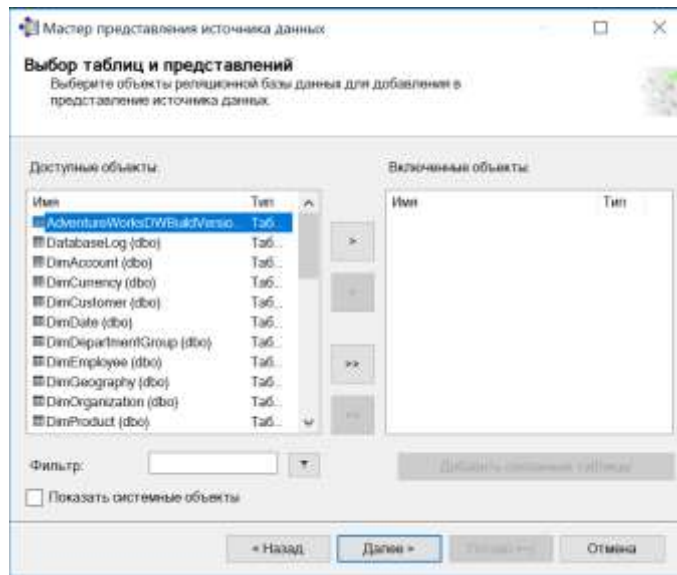 Мастер представления источника данных
Выбор таблиц и представлений
Выберите объекты реляционной базы данных для добавления в
представление источника данных.
Доступные объекты:
Включенные объекты:
Имя Тип
Имя Тип
AdventureWorksDWBuildVersio... Таб...
>
DatabaseLog (dbo) Таб...
DimAccount (dbo) Таб...
DimCurrency (dbo) Таб...
<
DimCustomer (dbo) Таб...
DimDate (dbo) Таб...
DimDepartmentGroup (dbo) Таб...
DimEmployee (dbo) Таб...
>>
DimGeography (dbo) Таб...
DimOrganization (dbo) Таб...
DimProduct (dbo) Таб...
<<
Фильтр:
Добавить связанные таблицы
Показать системные объекты
< Назад
Далее >
Отмена